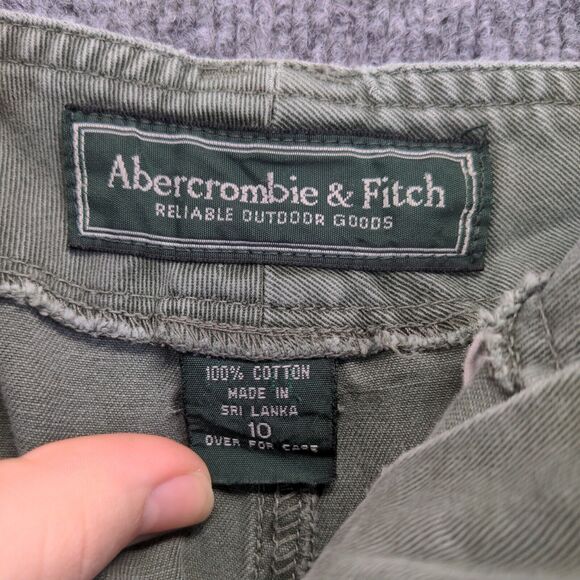 Abercrombie & Fitch
RELIABLE OUTDOOR GOODS
100% COTTON
MADE IN
SRI LANKA
10
OVER FOR CARE